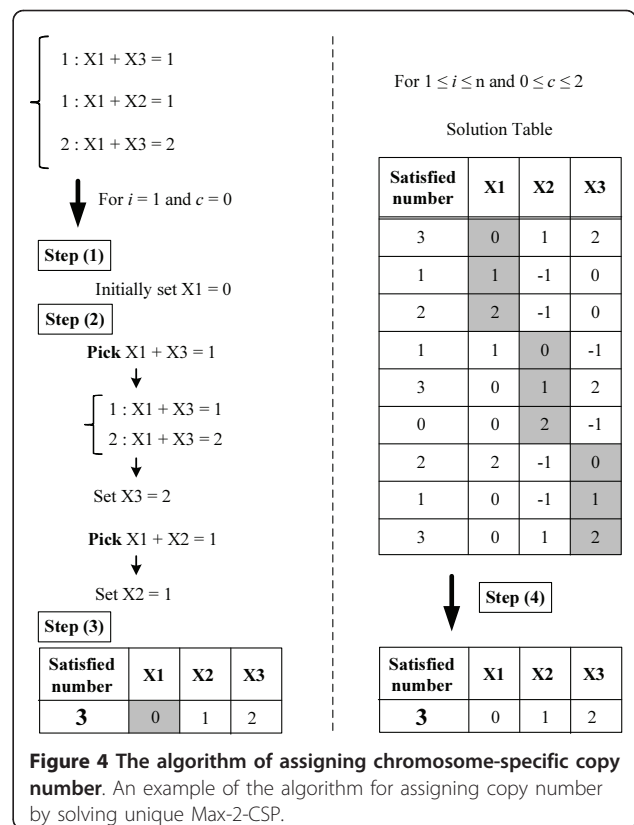 1 : X1 + X3 = 1
1 : X1 + X2 = 1
2 : X1 + X3 = 2
For i = 1 and c = 0
Step (1)
Initially set X1 = 0
Step (2)
Pick X1 + X3 = 1
1 : X1 + X3 = 1
2 : X1 + X3 = 2
Set X3 = 2
Pick X1 + X2 = 1
Set X2 = 1
Step (3)
Satisfied number X1 X2 X3
3 0 1 2
For 1 ≤ i ≤ n and 0 ≤ c ≤ 2
Solution Table
Satisfied number X1 X2 X3
3 0 1 2
1 1 -1 0
2 2 -1 0
1 1 0 -1
3 0 1 2
0 0 2 -1
2 2 -1 0
1 0 -1 1
3 0 1 2
Step (4)
Satisfied number X1 X2 X3
3 0 1 2
Figure 4 The algorithm of assigning chromosome-specific copy
number. An example of the algorithm for assigning copy number
by solving unique Max-2-CSP.